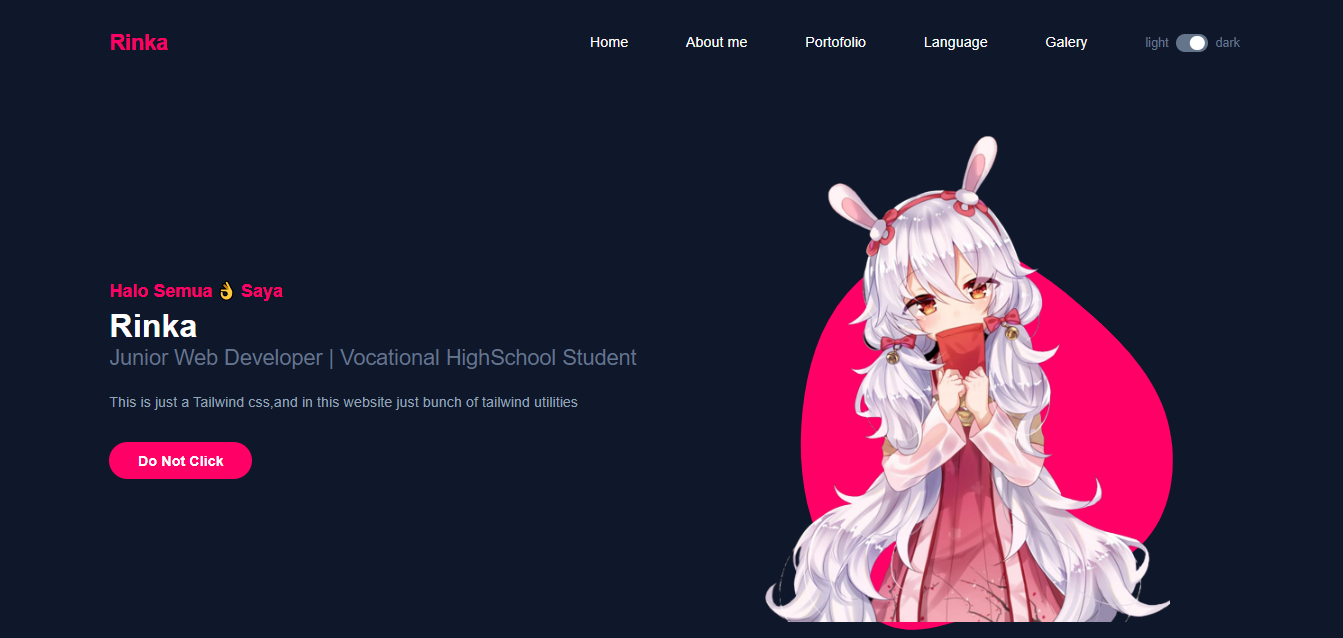 Rinka
Home About me Portofolio Language Galery light dark
Halo Semua 👌 Saya
Rinka
Junior Web Developer | Vocational HighSchool Student
This is just a Tailwind css,and in this website just bunch of tailwind utilities
Do Not Click